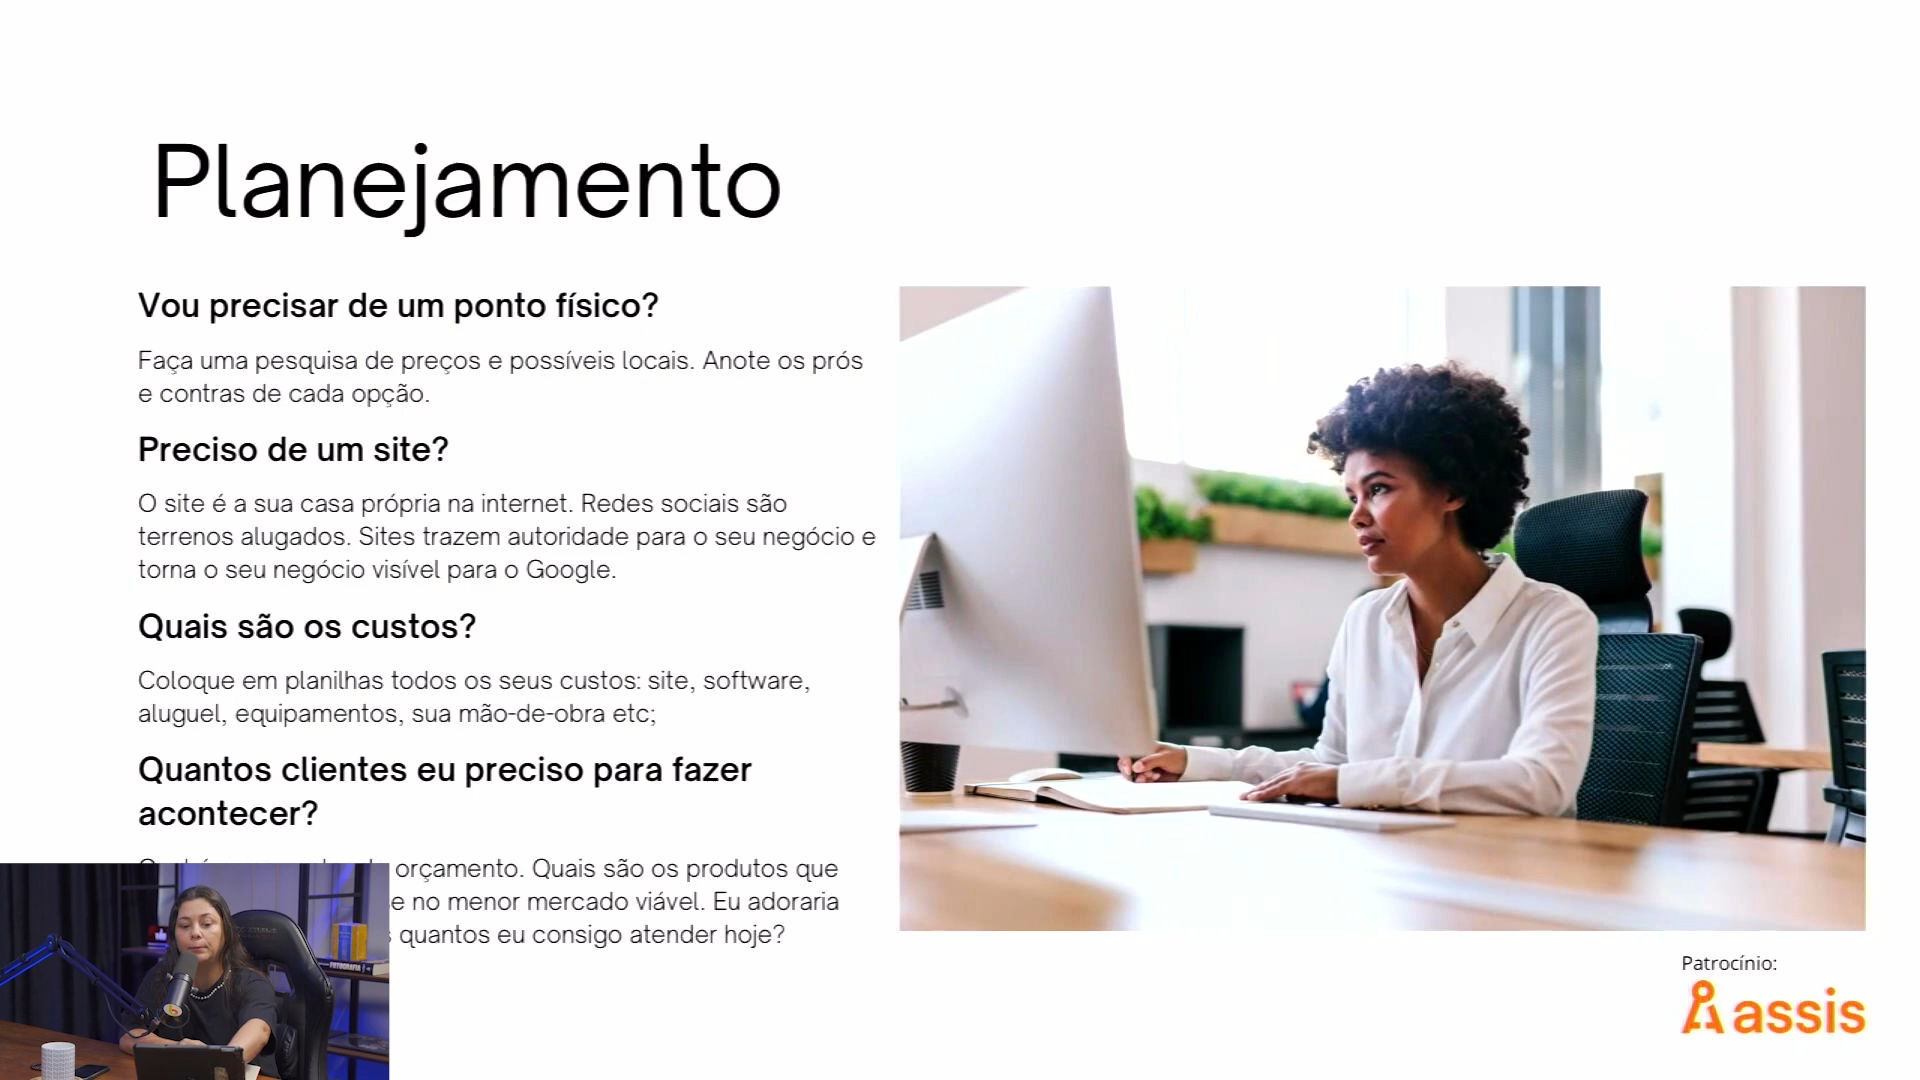 Planejamento
Vou precisar de um ponto físico?
Faça uma pesquisa de preços e possíveis locais. Anote os prós
e contras de cada opção.
Preciso de um site?
O site é a sua casa própria na internet. Redes sociais são
terrenos alugados. Sites trazem autoridade para o seu negócio e
torna o seu negócio visível para o Google.
Quais são os custos?
Coloque em planilhas todos os seus custos: site, software,
aluguel, equipamentos, sua mão-de-obra etc;
Quantos clientes eu preciso para fazer
acontecer?
orçamento. Quais são os produtos que
e no menor mercado viável. Eu adoraria
quantos eu consigo atender hoje?
FOTOGRAFIA
Patrocínio:
assis